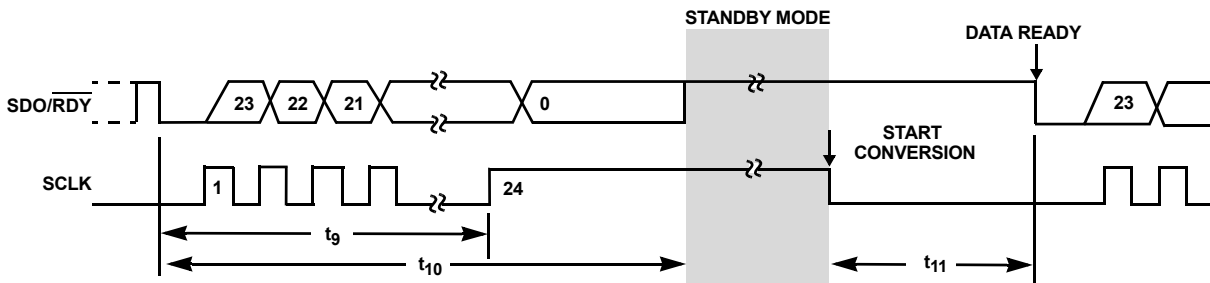 STANDBY MODE
DATA READY
SDO/RDY
23
22
21
0
23
START
CONVERSION
SCLK
1
24
t9
t10
t11